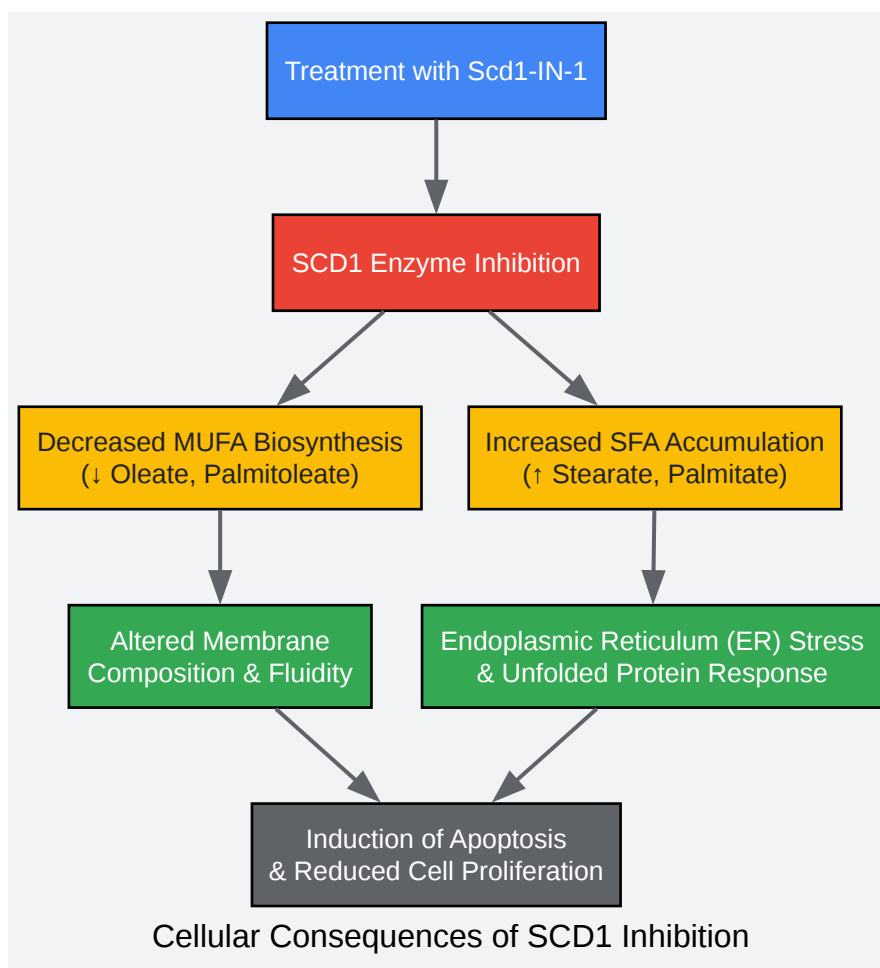 Treatment with Scd1-IN-1
SCD1 Enzyme Inhibition
Decreased MUFA Biosynthesis
(↓ Oleate, Palmitoleate)
Increased SFA Accumulation
(↑ Stearate, Palmitate)
Altered Membrane
Composition & Fluidity
Endoplasmic Reticulum (ER) Stress
& Unfolded Protein Response
Induction of Apoptosis
& Reduced Cell Proliferation
Cellular Consequences of SCD1 Inhibition